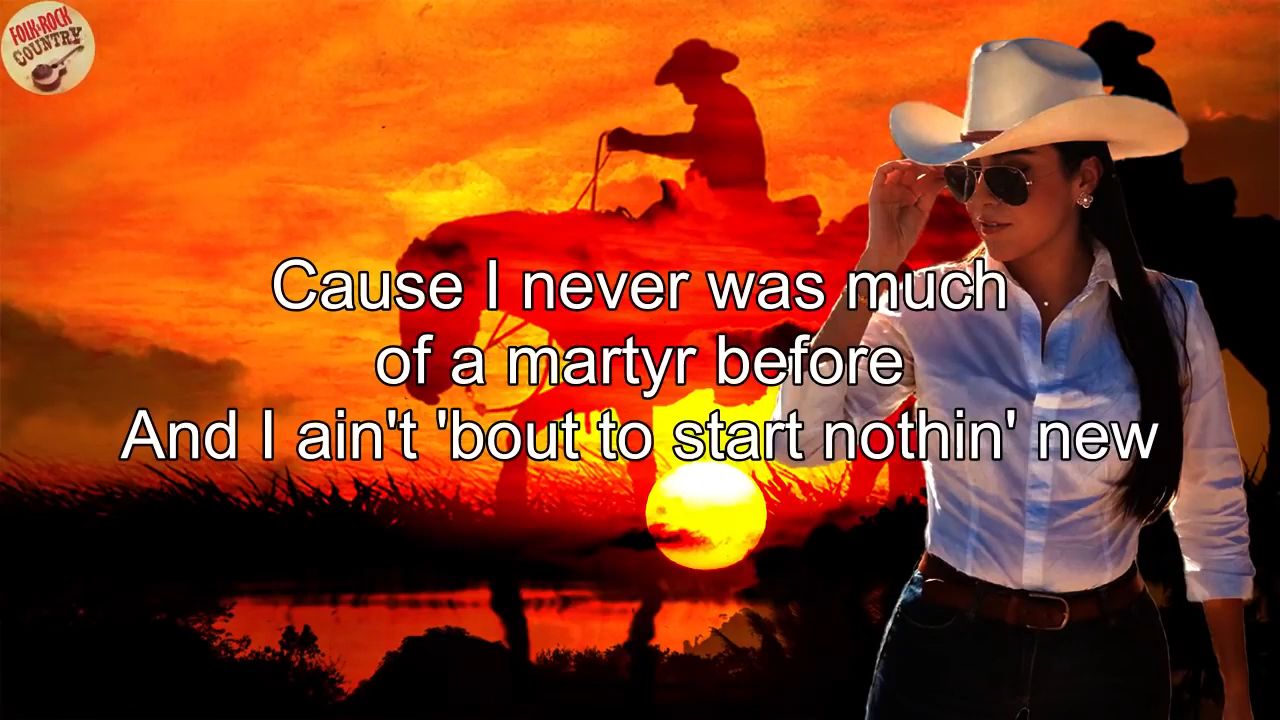 FOLK & ROCK
COUNTRY
Cause I never was much
of a martyr before
And I ain't 'bout to start nothin' new